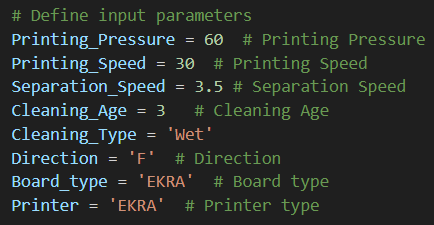 # Define input parameters
Printing_Pressure = 60  # Printing Pressure
Printing_Speed = 30  # Printing Speed
Separation_Speed = 3.5 # Separation Speed
Cleaning_Age = 3   # Cleaning Age
Cleaning_Type = 'Wet'
Direction = 'F'  # Direction
Board_type = 'EKRA'  # Board type
Printer = 'EKRA'  # Printer type